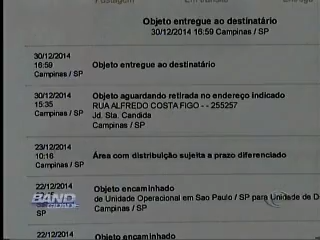 Objeto entregue ao destinatário
30/12/2014 16:59 Campinas / SP
30/12/2014
16:59
Campinas / SP
Objeto entregue ao destinatário
30/12/2014
15:35
Campinas / SP
Objeto aguardando retirada no endereço indicado
RUA ALFREDO COSTA FIGO - - 255257
Jd. Sta. Candida
Campinas / SP
23/12/2014
10:16
Campinas / SP
Área com distribuição sujeita a prazo diferenciado
22/12/2014
SP
Objeto encaminhado
de Unidade Operacional em Sao Paulo / SP para Unidade de D
Campinas / SP
BAND
CIDADE
22/12/2014
Objeto encaminhado